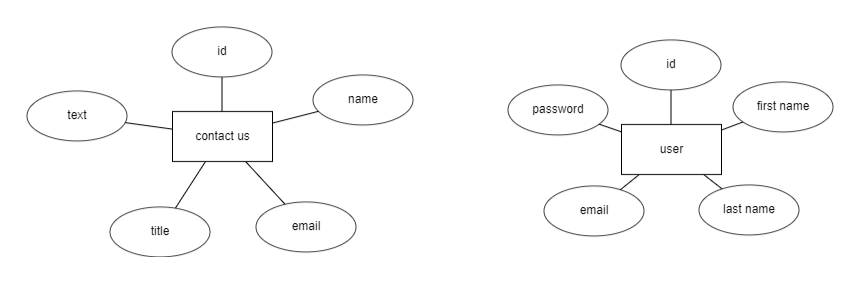 id
name
text
contact us
title
email
id
first name
password
user
email
last name